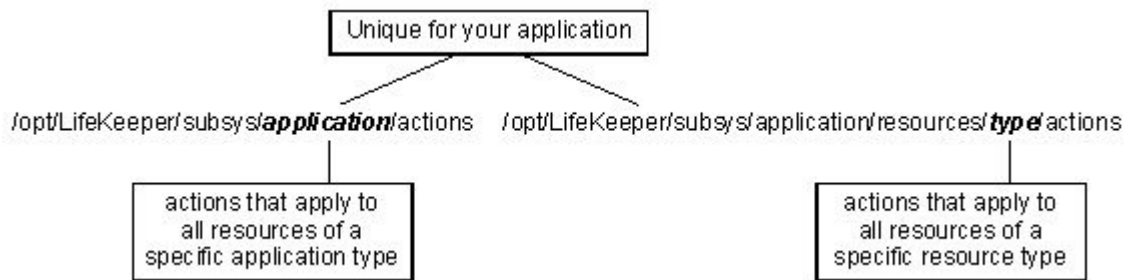 Unique for your application
/opt/LifeKeeper/subsys/application/actions
/opt/LifeKeeper/subsys/application/resources/type/actions
actions that apply to
all resources of a
specific application type
actions that apply to
all resources of a
specific resource type